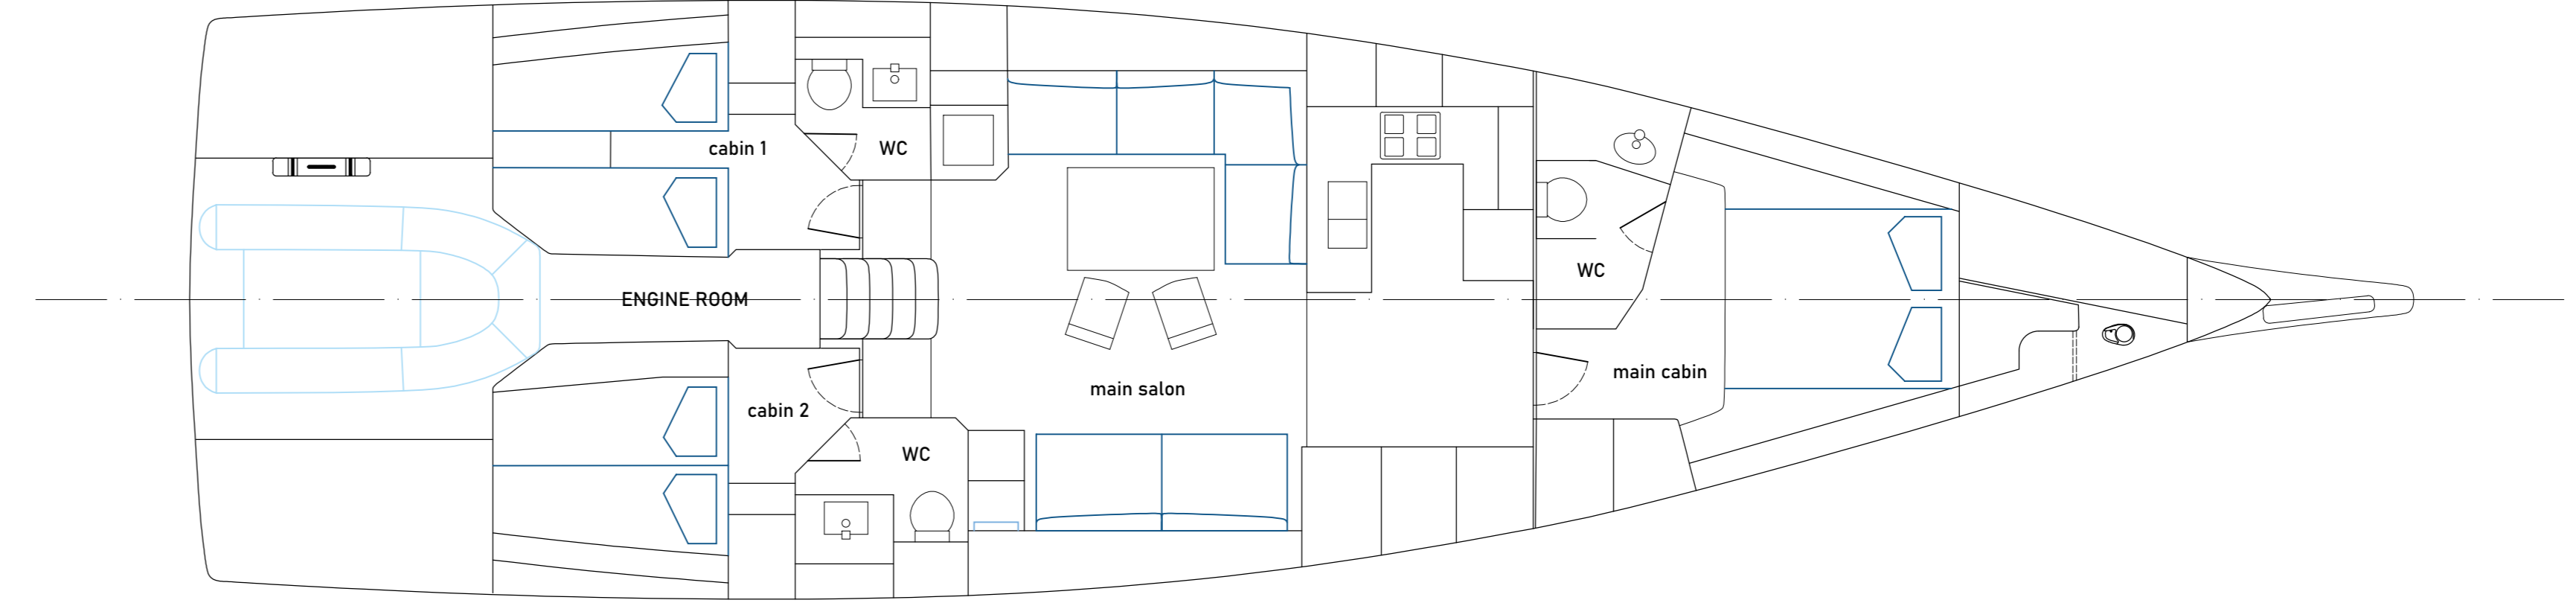 cabin 1
WC
WC
ENGINE ROOM
main salon
main cabin
cabin 2
WC